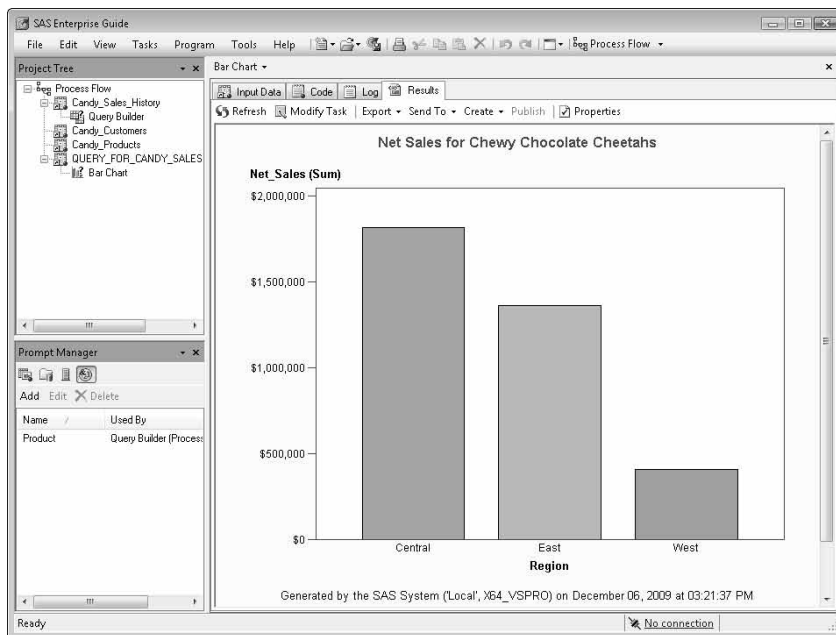 SAS Enterprise Guide
File Edit View Tasks Program Tools Help Process Flow
Project Tree
Process Flow
Candy_Sales_History
Query Builder
Candy_Customers
Candy_Products
QUERY_FOR_CANDY_SALES
Bar Chart
Prompt Manager
Add Edit Delete
Name Used By
Product Query Builder (Process
Bar Chart
Input Data Code Log Results
Refresh Modify Task Export Send To Create Publish Properties
Net Sales for Chewy Chocolate Cheetahs
Net_Sales (Sum)
$2,000,000
$1,500,000
$1,000,000
$500,000
$0
Central East West
Region
Generated by the SAS System ('Local', X64_VSPRO) on December 06, 2009 at 03:21:37 PM
Ready No connection